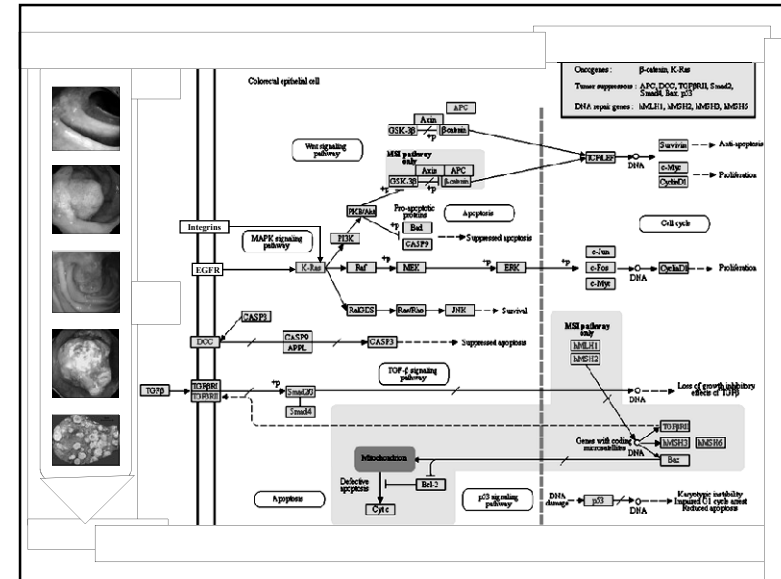 Colorectal epithelial cell
Oncogenes : β-catenin, K-Ras
Tumor suppressors : APC, DCC, TGFβRII, Smad2,
Smad4, Bax, p53
DNA repair genes : hMLH1, hMSH2, hMSH3, hMSH6
APC
Axin
GSK-3β
β-catenin
+p
Wnt signaling
pathway
MSI pathway
only
Axin
APC
GSK-3β
β-catenin
+p
+p
TCF/LEF
DNA
Survivin
Anti-apoptosis
c-Myc
CyclinD1
Proliferation
PKB/Akt
Pro-apoptotic
proteins
+p
Bad
CASP9
Suppressed apoptosis
Apoptosis
Cell cycle
Integrins
MAPK signaling
pathway
PI3K
EGFR
K-Ras
Raf
+p
MEK
+p
ERK
+p
c-Jun
c-Fos
c-Myc
DNA
CyclinD1
Proliferation
RalGDS
Rac/Rho
JNK
Survival
CASP3
DCC
CASP9
APPL
CASP3
Suppressed apoptosis
MSI pathway
only
hMLH1
hMSH2
TGF-β signaling
pathway
TGFβ
TGFβRI
TGFβRII
+p
Smad2/3
Smad4
DNA
Loss of growth inhibitory
effects of TGFβ
Genes with coding
microsatellites
DNA
TGFβRII
hMSH3
hMSH6
Bax
Mitochondrion
Defective
apoptosis
Bcl-2
Cyt c
Apoptosis
p53 signaling
pathway
DNA
damage
p53
DNA
Karyotypic instability
Impaired G1 cycle arrest
Reduced apoptosis